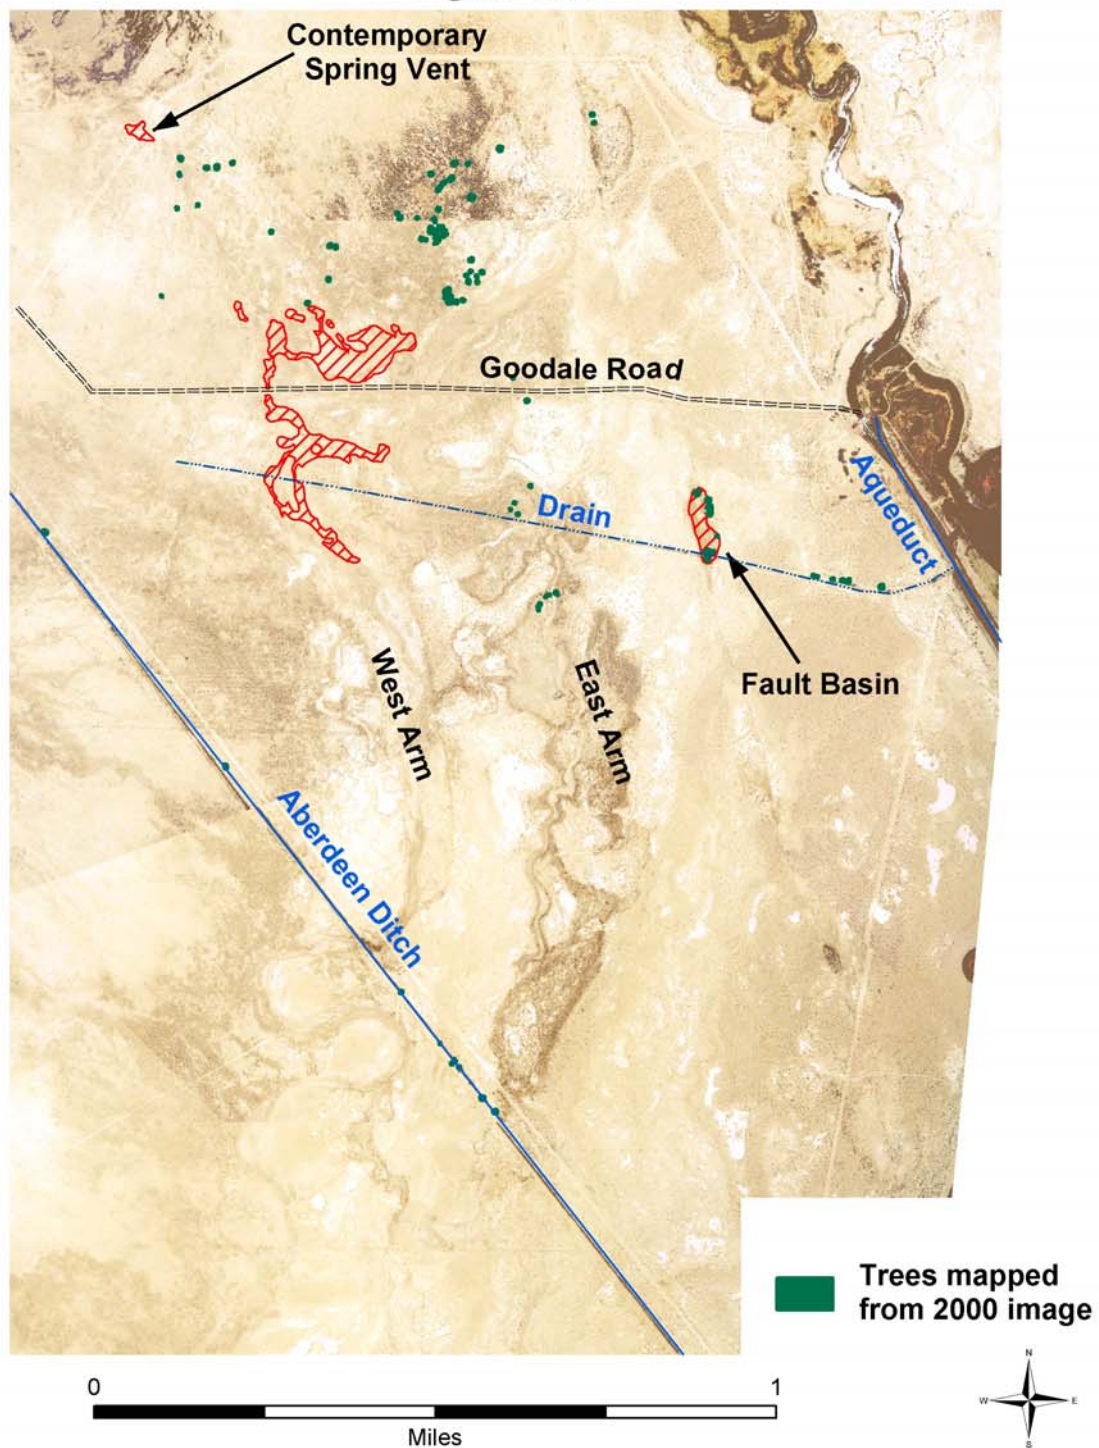 Contemporary
Spring Vent
Goodale Road
Aqueduct
Drain
Fault Basin
West Arm
East Arm
Aberdeen Ditch
Trees mapped
from 2000 image
0 1
Miles
N
W E
S